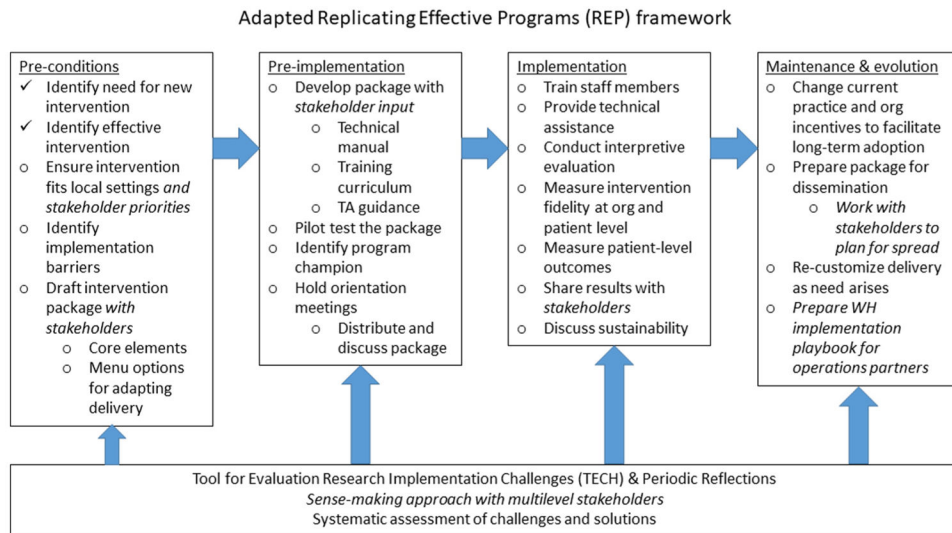 Adapted Replicating Effective Programs (REP) framework
Pre-conditions
✓ Identify need for new
intervention
✓ Identify effective
intervention
o Ensure intervention
fits local settings and
stakeholder priorities
o Identify
implementation
barriers
o Draft intervention
package with
stakeholders
o Core elements
o Menu options
for adapting
delivery
Pre-implementation
o Develop package with
stakeholder input
o Technical
manual
o Training
curriculum
o TA guidance
o Pilot test the package
o Identify program
champion
o Hold orientation
meetings
o Distribute and
discuss package
Implementation
o Train staff members
o Provide technical
assistance
o Conduct interpretive
evaluation
o Measure intervention
fidelity at org and
patient level
o Measure patient-level
outcomes
o Share results with
stakeholders
o Discuss sustainability
Maintenance & evolution
o Change current
practice and org
incentives to facilitate
long-term adoption
o Prepare package for
dissemination
o Work with
stakeholders to
plan for spread
o Re-customize delivery
as need arises
o Prepare WH
implementation
playbook for
operations partners
Tool for Evaluation Research Implementation Challenges (TECH) & Periodic Reflections
Sense-making approach with multilevel stakeholders
Systematic assessment of challenges and solutions